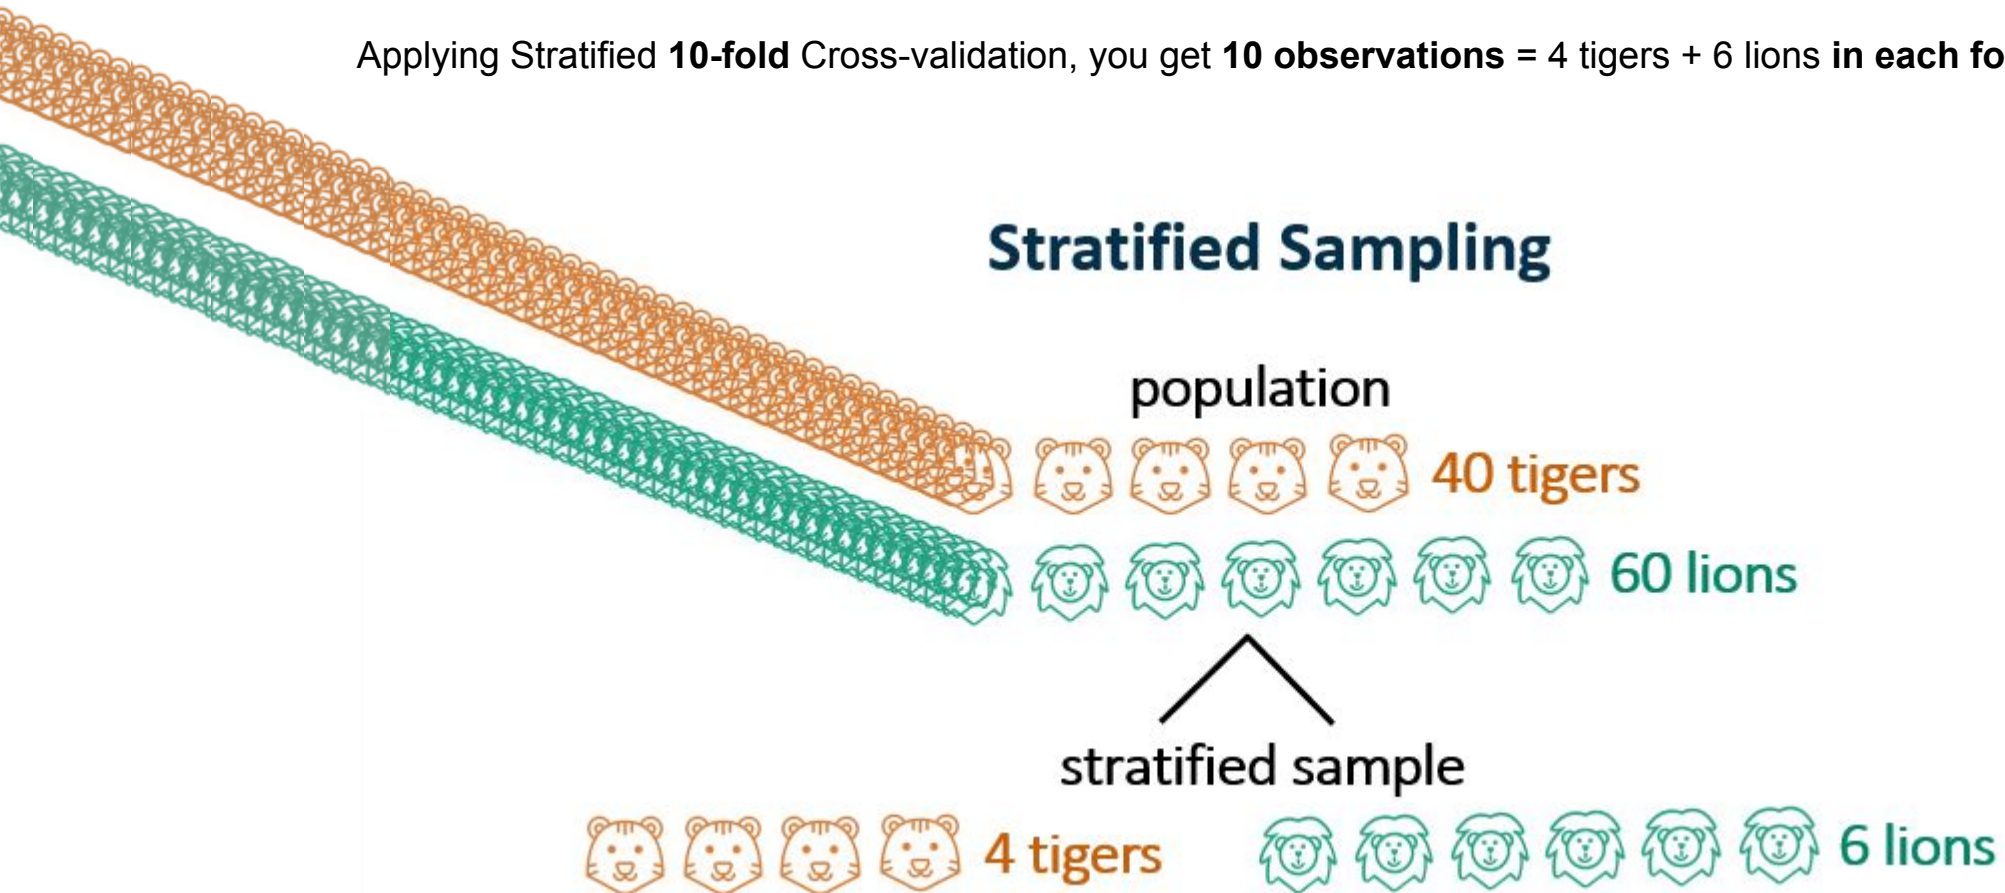 Applying Stratified 10-fold Cross-validation, you get 10 observations = 4 tigers + 6 lions in each fo
Stratified Sampling
population
40 tigers
60 lions
stratified sample
4 tigers
6 lions